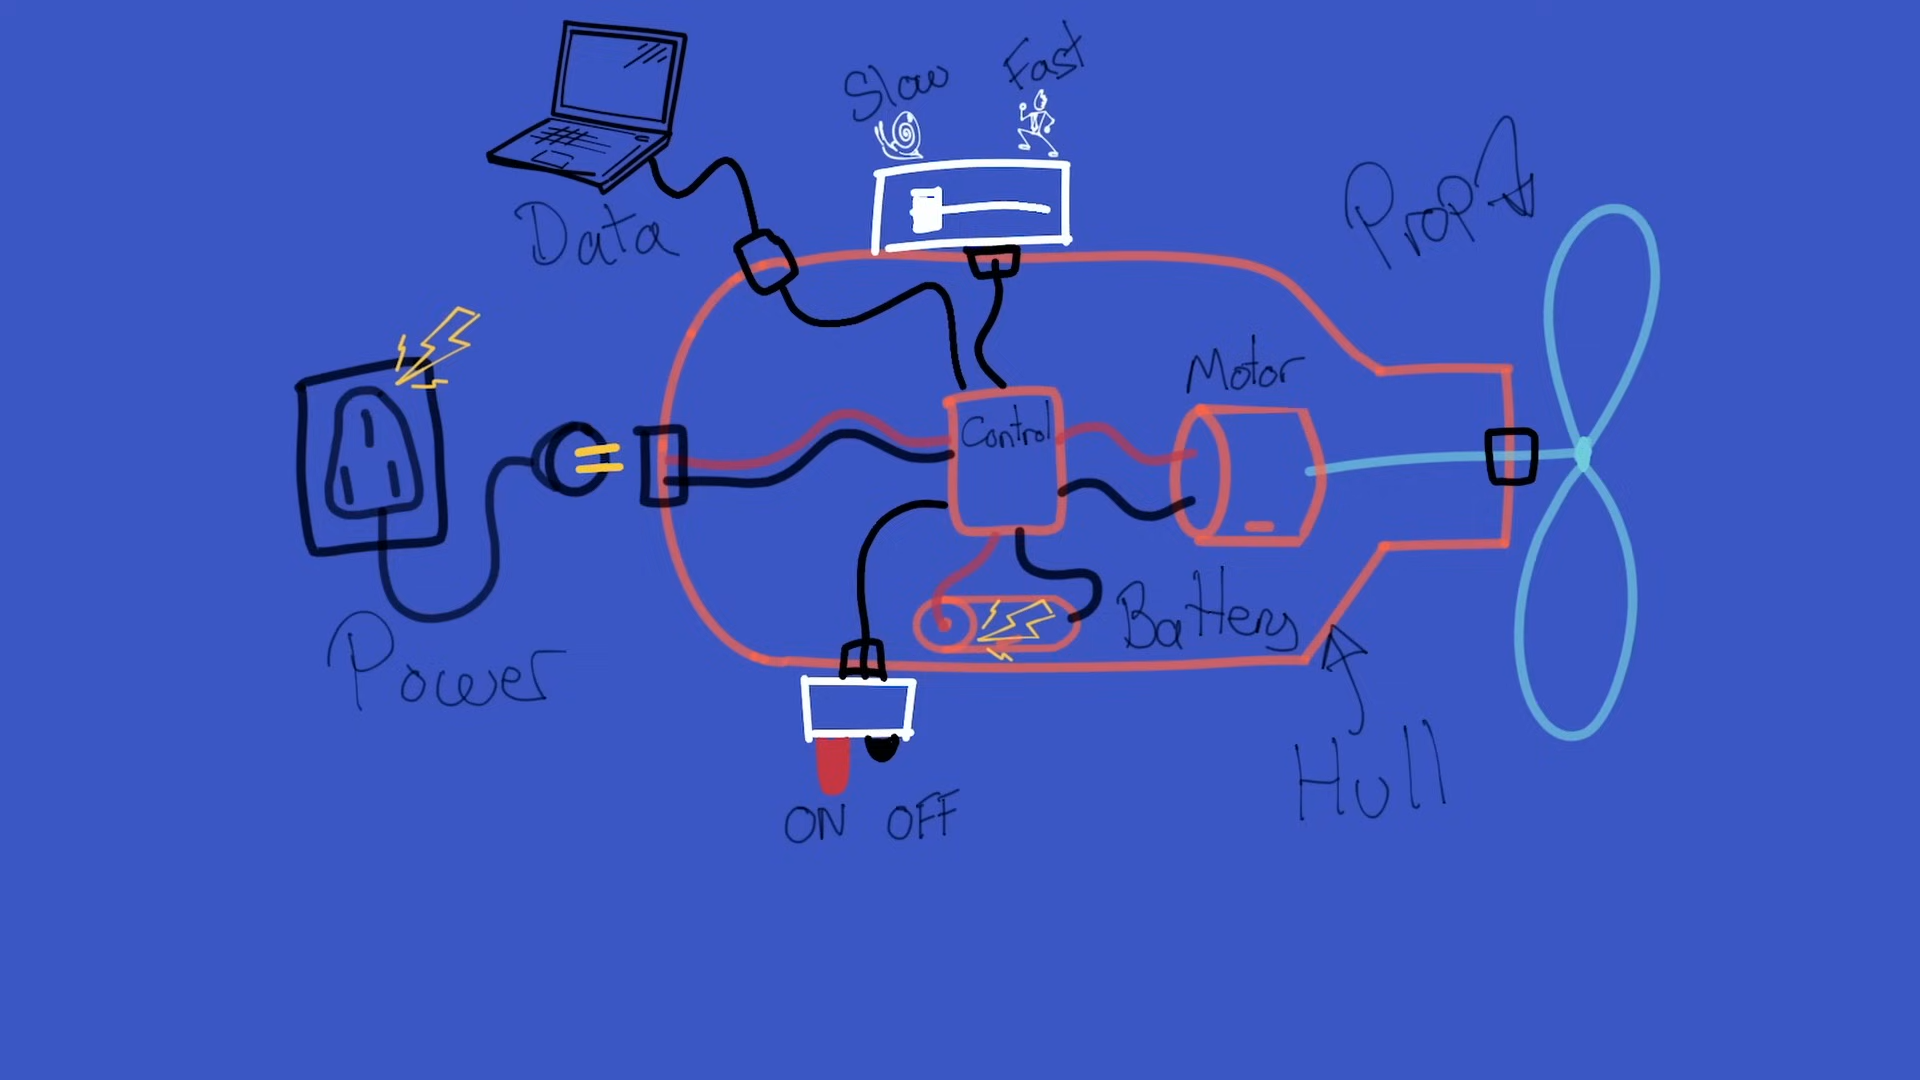 Slow
Fast
Data
Prop
Motor
Control
Battery
Power
Hull
ON OFF